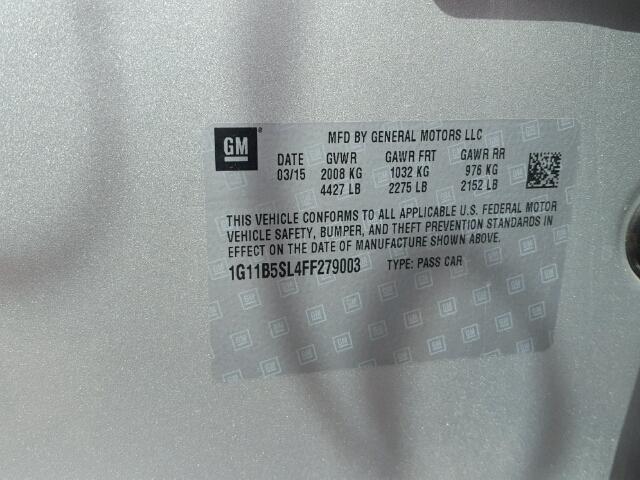 GM
MFD BY GENERAL MOTORS LLC
DATE GVWR GAWR FRT GAWR RR
03/15 2008 KG 1032 KG 976 KG
4427 LB 2275 LB 2152 LB
THIS VEHICLE CONFORMS TO ALL APPLICABLE U.S. FEDERAL MOTOR
VEHICLE SAFETY, BUMPER, AND THEFT PREVENTION STANDARDS IN
EFFECT ON THE DATE OF MANUFACTURE SHOWN ABOVE.
1G11B5SL4FF279003 TYPE: PASS CAR